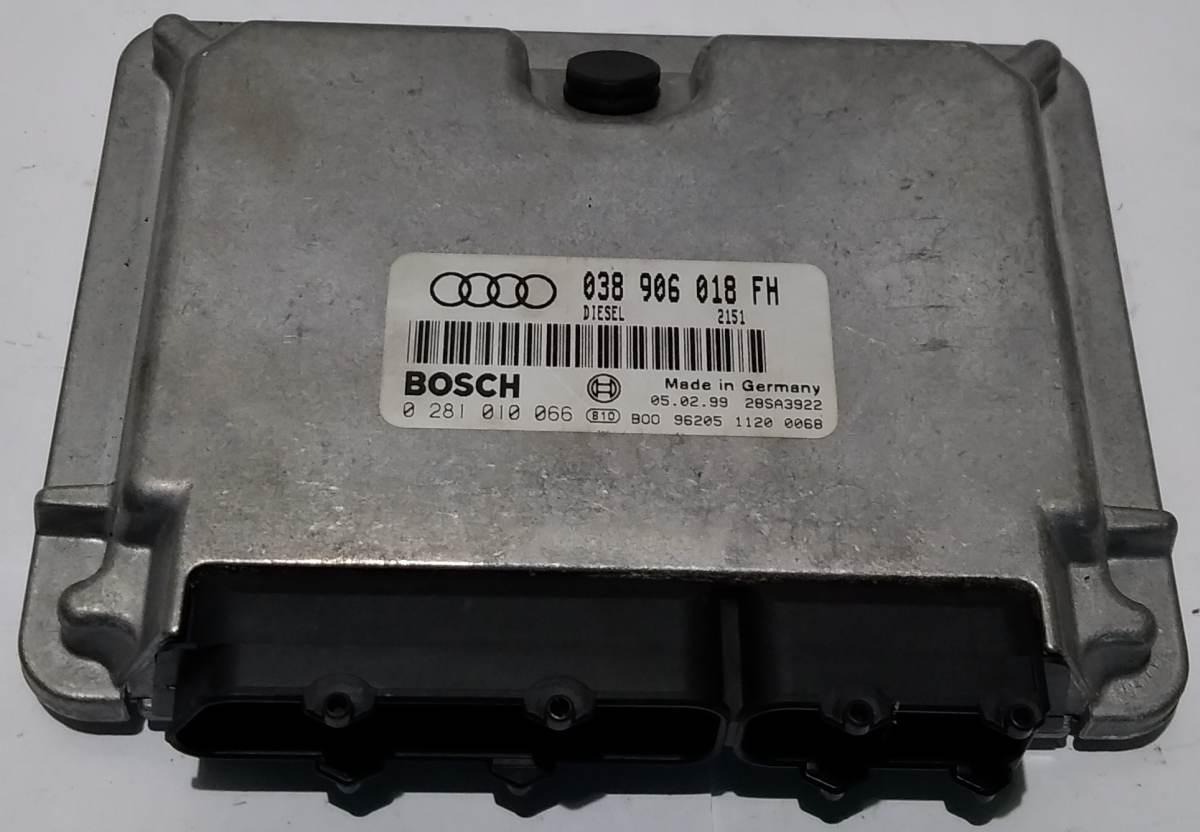 038 906 018 FH
DIESEL 2151
BOSCH
Made in Germany
05.02.99 28SA3922
0 281 010 066 B10 B00 96205 1120 0068